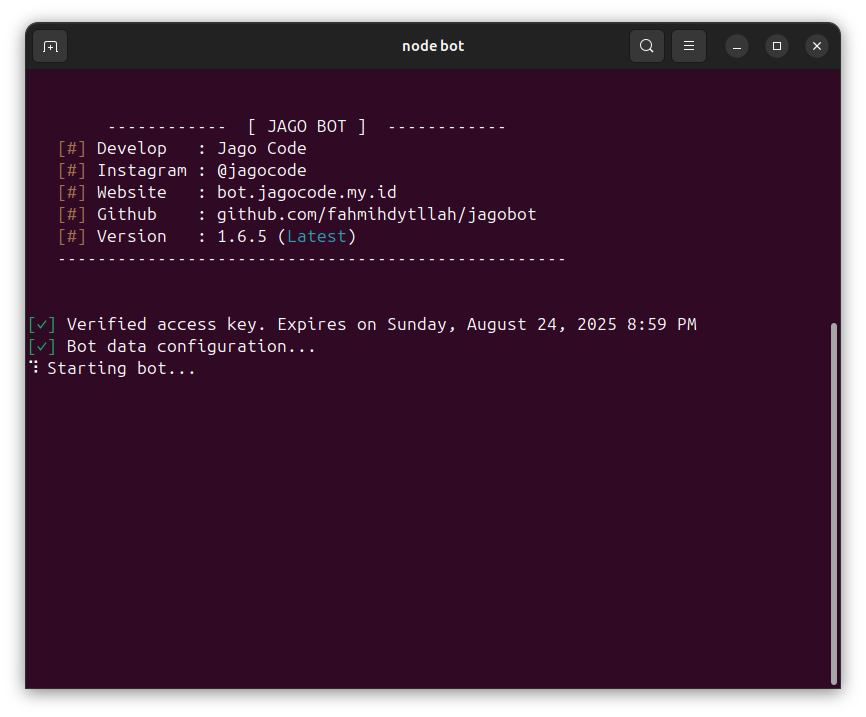 node bot
------------ [ JAGO BOT ] ------------
[#] Develop : Jago Code
[#] Instagram : @jagocode
[#] Website : bot.jagocode.my.id
[#] Github : github.com/fahmihdytllah/jagobot
[#] Version : 1.6.5 (Latest)
---------------------------------------------------
[✓] Verified access key. Expires on Sunday, August 24, 2025 8:59 PM
[✓] Bot data configuration...
⠹ Starting bot...